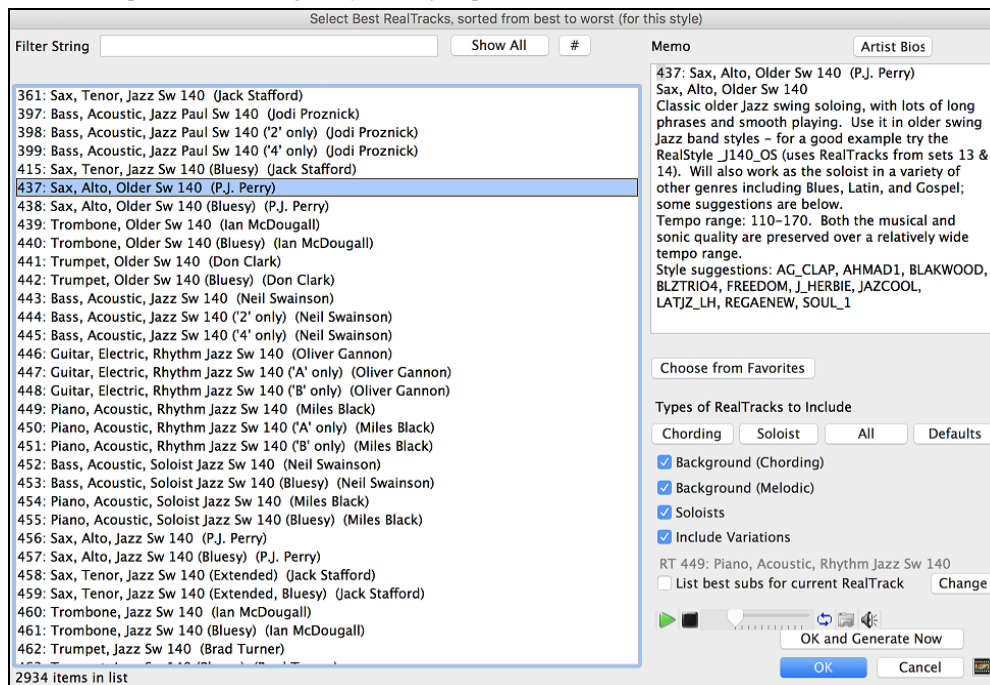 Select Best RealTracks, sorted from best to worst (for this style)
Filter String
Show All
#
361: Sax, Tenor, Jazz Sw 140 (Jack Stafford)
397: Bass, Acoustic, Jazz Paul Sw 140 (Jodi Proznick)
398: Bass, Acoustic, Jazz Paul Sw 140 ('2' only) (Jodi Proznick)
399: Bass, Acoustic, Jazz Paul Sw 140 ('4' only) (Jodi Proznick)
415: Sax, Tenor, Jazz Sw 140 (Bluesy) (Jack Stafford)
437: Sax, Alto, Older Sw 140 (P.J. Perry)
438: Sax, Alto, Older Sw 140 (Bluesy) (P.J. Perry)
439: Trombone, Older Sw 140 (Ian McDougall)
440: Trombone, Older Sw 140 (Bluesy) (Ian McDougall)
441: Trumpet, Older Sw 140 (Don Clark)
442: Trumpet, Older Sw 140 (Bluesy) (Don Clark)
443: Bass, Acoustic, Jazz Sw 140 (Neil Swainson)
444: Bass, Acoustic, Jazz Sw 140 ('2' only) (Neil Swainson)
445: Bass, Acoustic, Jazz Sw 140 ('4' only) (Neil Swainson)
446: Guitar, Electric, Rhythm Jazz Sw 140 (Oliver Gannon)
447: Guitar, Electric, Rhythm Jazz Sw 140 ('A' only) (Oliver Gannon)
448: Guitar, Electric, Rhythm Jazz Sw 140 ('B' only) (Oliver Gannon)
449: Piano, Acoustic, Rhythm Jazz Sw 140 (Miles Black)
450: Piano, Acoustic, Rhythm Jazz Sw 140 ('A' only) (Miles Black)
451: Piano, Acoustic, Rhythm Jazz Sw 140 ('B' only) (Miles Black)
452: Bass, Acoustic, Soloist Jazz Sw 140 (Neil Swainson)
453: Bass, Acoustic, Soloist Jazz Sw 140 (Bluesy) (Neil Swainson)
454: Piano, Acoustic, Soloist Jazz Sw 140 (Miles Black)
455: Piano, Acoustic, Soloist Jazz Sw 140 (Bluesy) (Miles Black)
456: Sax, Alto, Jazz Sw 140 (P.J. Perry)
457: Sax, Alto, Jazz Sw 140 (Bluesy) (P.J. Perry)
458: Sax, Tenor, Jazz Sw 140 (Extended) (Jack Stafford)
459: Sax, Tenor, Jazz Sw 140 (Extended, Bluesy) (Jack Stafford)
460: Trombone, Jazz Sw 140 (Ian McDougall)
461: Trombone, Jazz Sw 140 (Bluesy) (Ian McDougall)
462: Trumpet, Jazz Sw 140 (Brad Turner)
2934 items in list
Memo
Artist Bios
437: Sax, Alto, Older Sw 140 (P.J. Perry)
Sax, Alto, Older Sw 140
Classic older Jazz swing soloing, with lots of long
phrases and smooth playing. Use it in older swing
Jazz band styles - for a good example try the
RealStyle _J140_OS (uses RealTracks from sets 13 &
14). Will also work as the soloist in a variety of
other genres including Blues, Latin, and Gospel;
some suggestions are below.
Tempo range: 110-170. Both the musical and
sonic quality are preserved over a relatively wide
tempo range.
Style suggestions: AG_CLAP, AHMAD1, BLAKWOOD,
BLZTRIO4, FREEDOM, J_HERBIE, JAZCOOL,
LATJZ_LH, REGAENEW, SOUL_1
Choose from Favorites
Types of RealTracks to Include
Chording
Soloist
All
Defaults
Background (Chording)
Background (Melodic)
Soloists
Include Variations
RT 449: Piano, Acoustic, Rhythm Jazz Sw 140
List best subs for current RealTrack
Change
OK and Generate Now
OK
Cancel